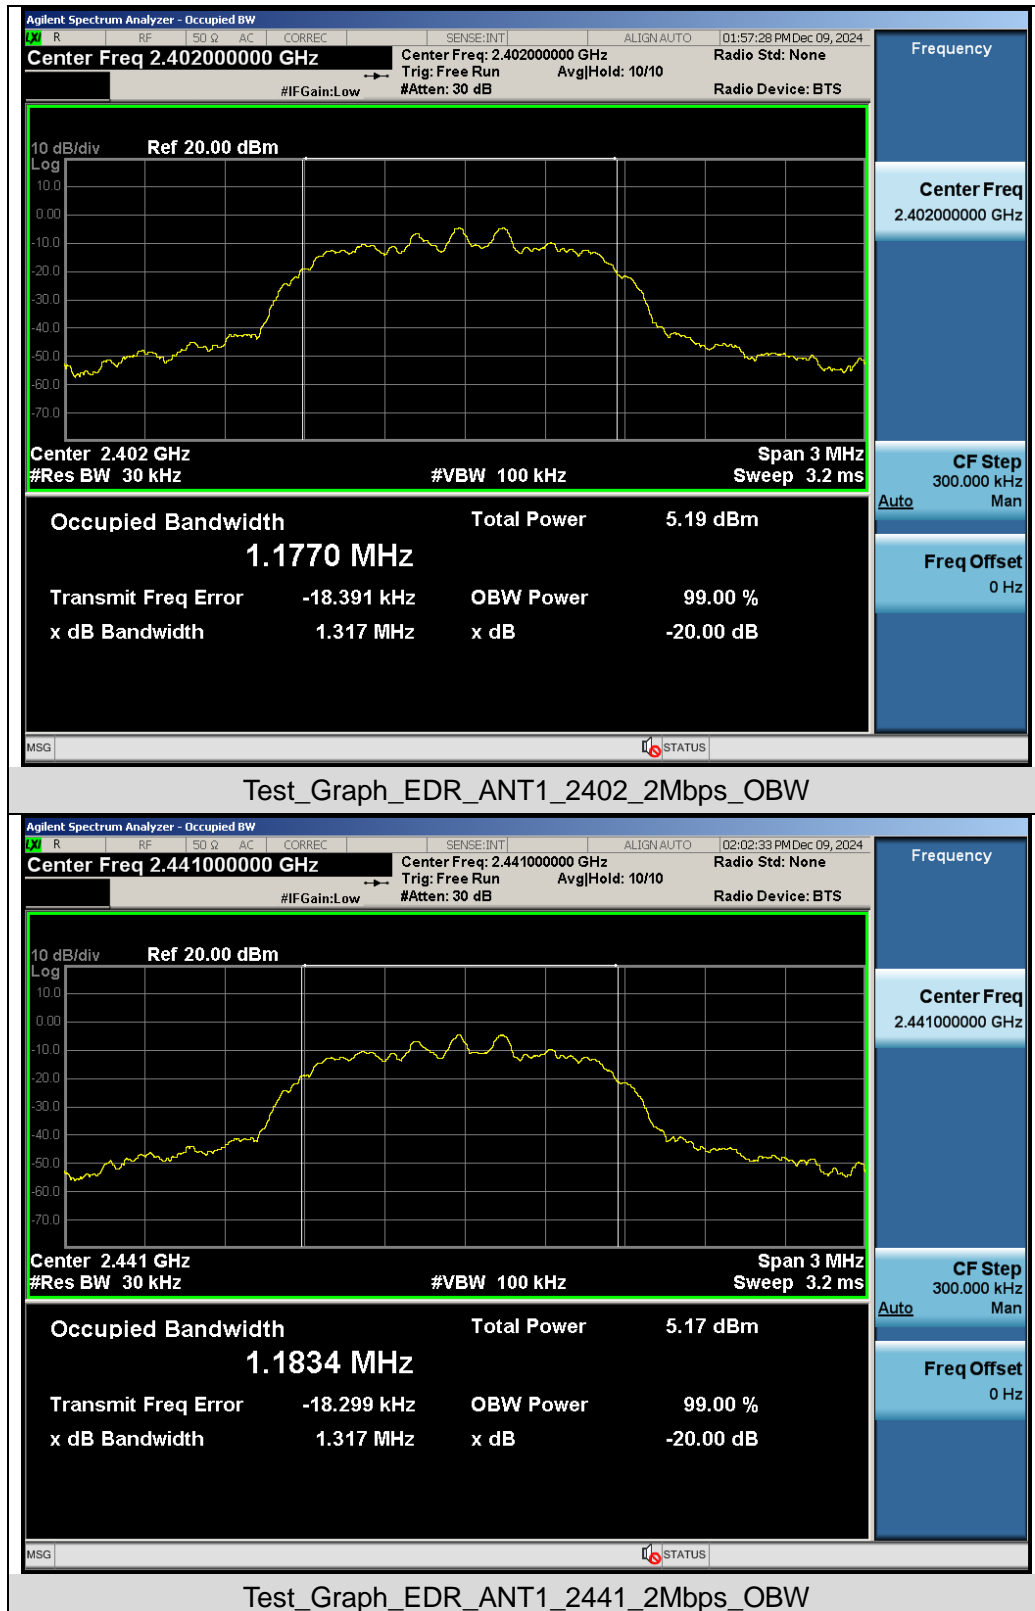 Agilent Spectrum Analyzer - Occupied BW
LXI R RF 50 Ω AC CORREC SENSE:INT ALIGN AUTO 01:57:28 PM Dec 09, 2024
Center Freq 2.402000000 GHz
Center Freq: 2.402000000 GHz Radio Std: None
Trig: Free Run Avg|Hold: 10/10
#IFGain:Low #Atten: 30 dB Radio Device: BTS
Frequency
10 dB/div Ref 20.00 dBm
Log
10.0
0.00
-10.0
-20.0
-30.0
-40.0
-50.0
-60.0
-70.0
Center 2.402 GHz Span 3 MHz
#Res BW 30 kHz #VBW 100 kHz Sweep 3.2 ms
Center Freq
2.402000000 GHz
CF Step
300.000 kHz
Auto Man
Freq Offset
0 Hz
Occupied Bandwidth Total Power 5.19 dBm
1.1770 MHz
Transmit Freq Error -18.391 kHz OBW Power 99.00 %
x dB Bandwidth 1.317 MHz x dB -20.00 dB
MSG STATUS
Test_Graph_EDR_ANT1_2402_2Mbps_OBW
Agilent Spectrum Analyzer - Occupied BW
LXI R RF 50 Ω AC CORREC SENSE:INT ALIGN AUTO 02:02:33 PM Dec 09, 2024
Center Freq 2.441000000 GHz
Center Freq: 2.441000000 GHz Radio Std: None
Trig: Free Run Avg|Hold: 10/10
#IFGain:Low #Atten: 30 dB Radio Device: BTS
Frequency
10 dB/div Ref 20.00 dBm
Log
10.0
0.00
-10.0
-20.0
-30.0
-40.0
-50.0
-60.0
-70.0
Center 2.441 GHz Span 3 MHz
#Res BW 30 kHz #VBW 100 kHz Sweep 3.2 ms
Center Freq
2.441000000 GHz
CF Step
300.000 kHz
Auto Man
Freq Offset
0 Hz
Occupied Bandwidth Total Power 5.17 dBm
1.1834 MHz
Transmit Freq Error -18.299 kHz OBW Power 99.00 %
x dB Bandwidth 1.317 MHz x dB -20.00 dB
MSG STATUS
Test_Graph_EDR_ANT1_2441_2Mbps_OBW